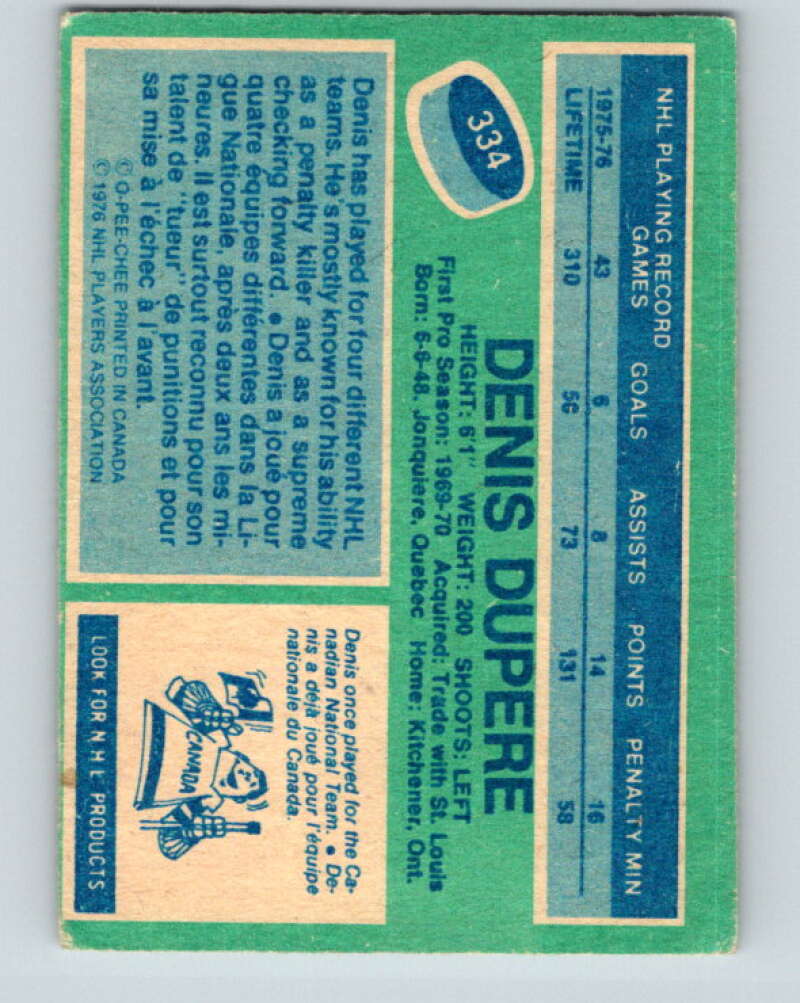 NHL PLAYING RECORD
GAMES GOALS ASSISTS POINTS PENALTY MIN
1975-76 43 6 8 14 16
LIFETIME 310 56 73 131 58
334
DENIS DUPERE
HEIGHT: 6'1" WEIGHT: 200 SHOOTS: LEFT
First Pro Season: 1969-70 Acquired: Trade with St. Louis
Born: 6-6-48, Jonquiere, Quebec Home: Kitchener, Ont.
Denis has played for four different NHL
teams. He's mostly known for his ability
as a penalty killer and as a supreme
checking forward. • Denis a joué pour
quatre équipes différentes dans la Li-
gue Nationale, après deux ans les mi-
neures. Il est surtout reconnu pour son
talent de "tueur" de punitions et pour
sa mise à l'échec à l'avant.
© O-PEE-CHEE PRINTED IN CANADA
© 1976 NHL PLAYERS ASSOCIATION
Denis once played for the Ca-
nadian National Team. • De-
nis a déjà joué pour l'équipe
nationale du Canada.
CANADA
LOOK FOR N.H.L. PRODUCTS